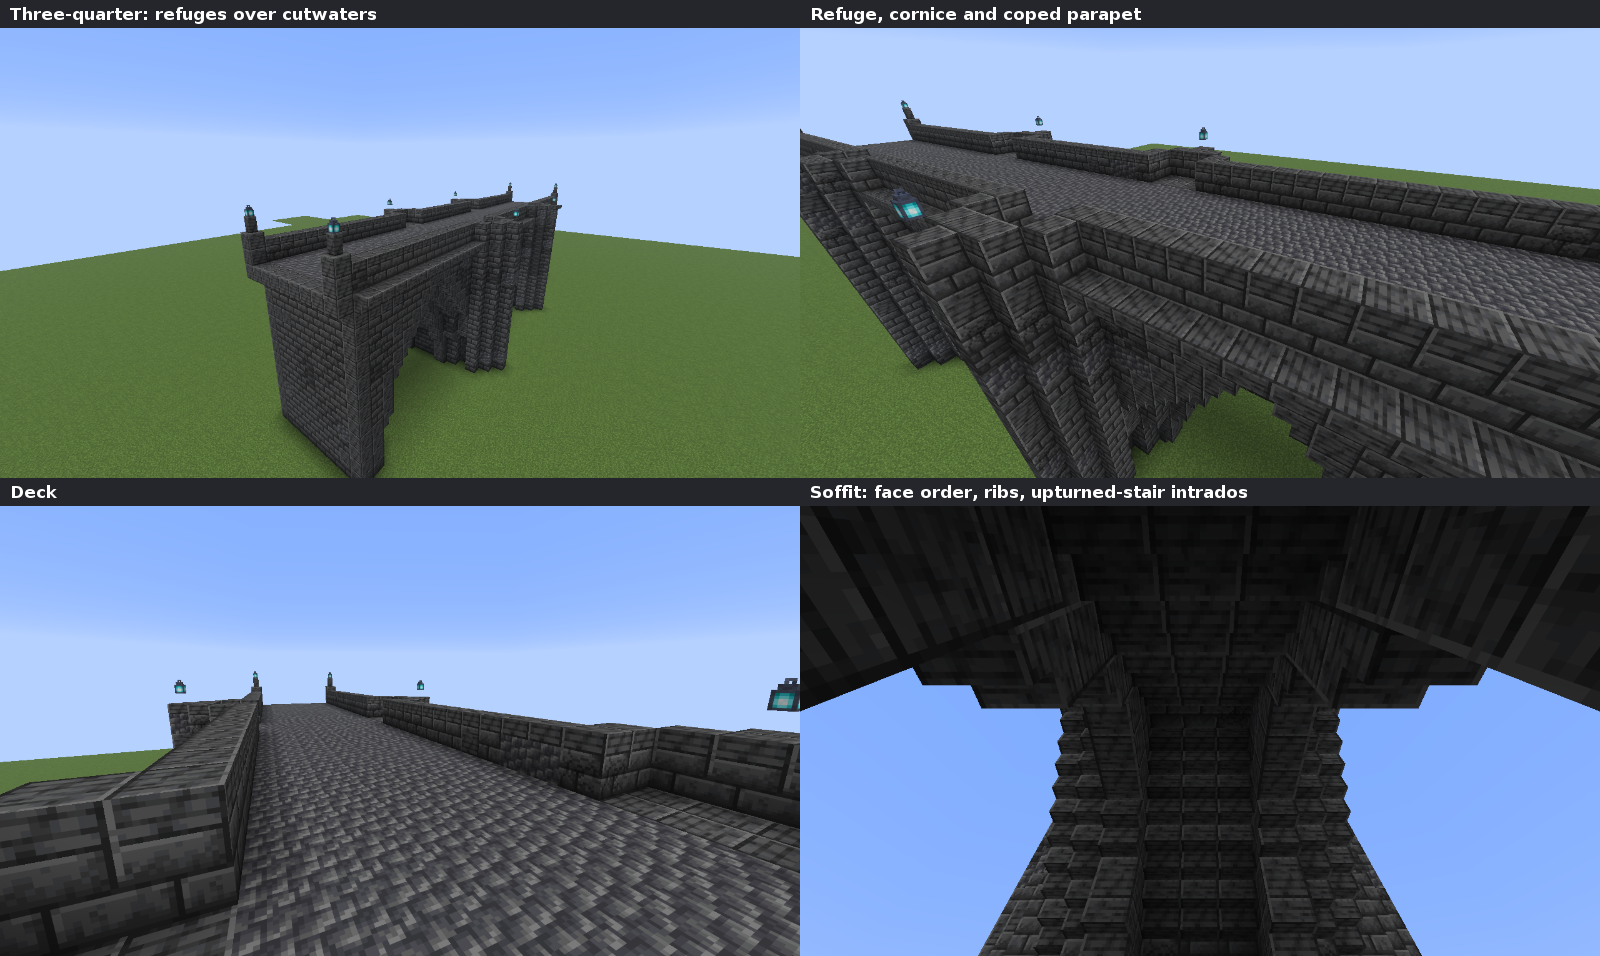 Three-quarter: refuges over cutwaters
Refuge, cornice and coped parapet
Deck
Soffit: face order, ribs, upturned-stair intrados